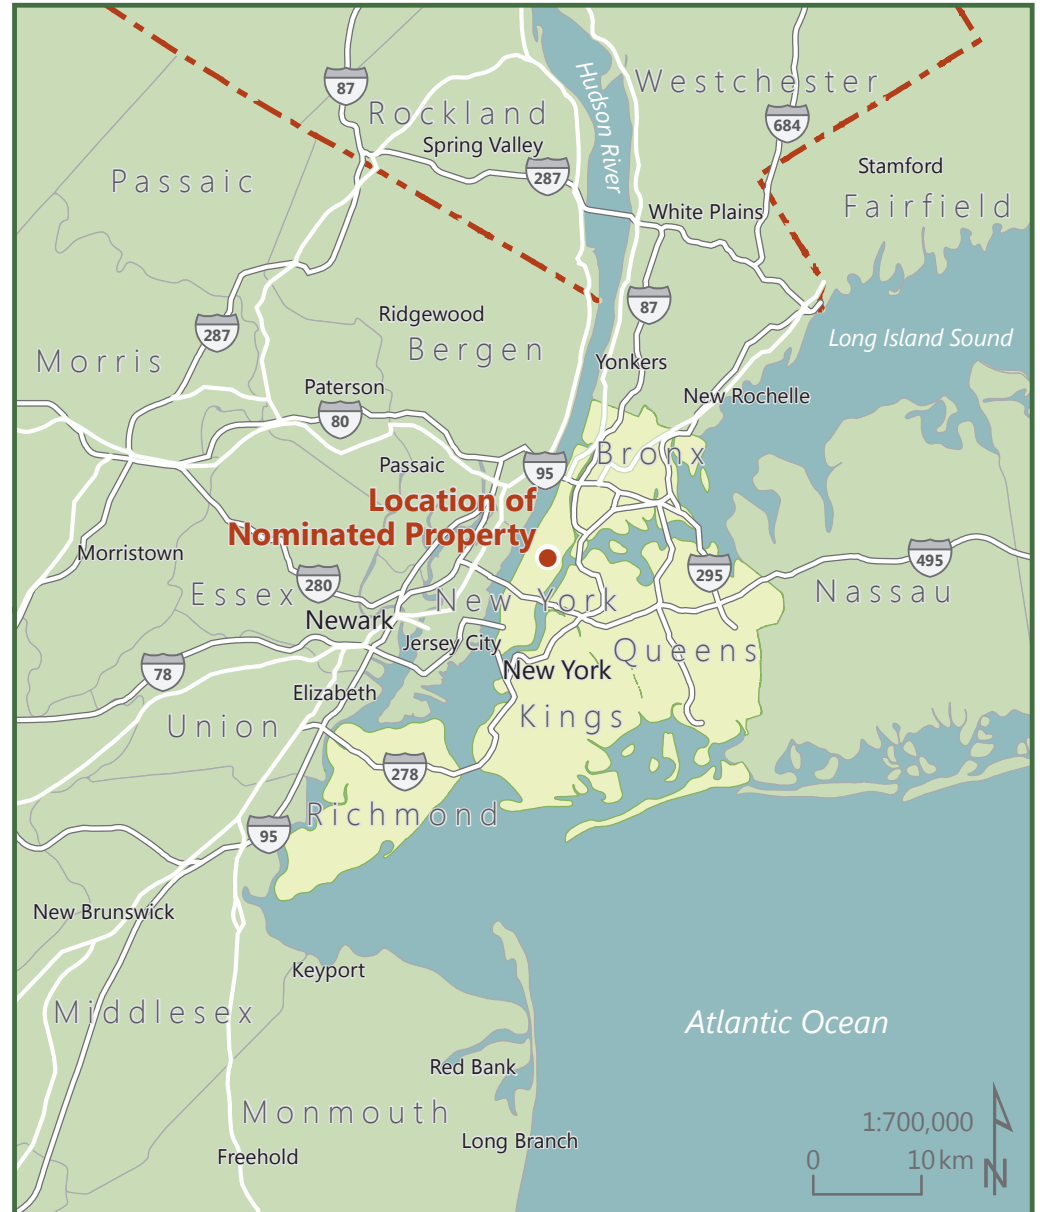 87
Rockland
Westchester
684
Hudson River
Spring Valley
287
Passaic
Stamford
Fairfield
White Plains
87
Ridgewood
287
Bergen
Long Island Sound
Morris
Yonkers
Paterson
New Rochelle
80
Bronx
Passaic
95
Location of
Nominated Property
Morristown
495
295
280
Essex
New York
Nassau
Newark
Jersey City
Queens
78
New York
Elizabeth
Kings
Union
278
Richmond
95
New Brunswick
Keyport
Middlesex
Atlantic Ocean
Red Bank
Monmouth
1:700,000
Long Branch
Freehold
0 10 km
N